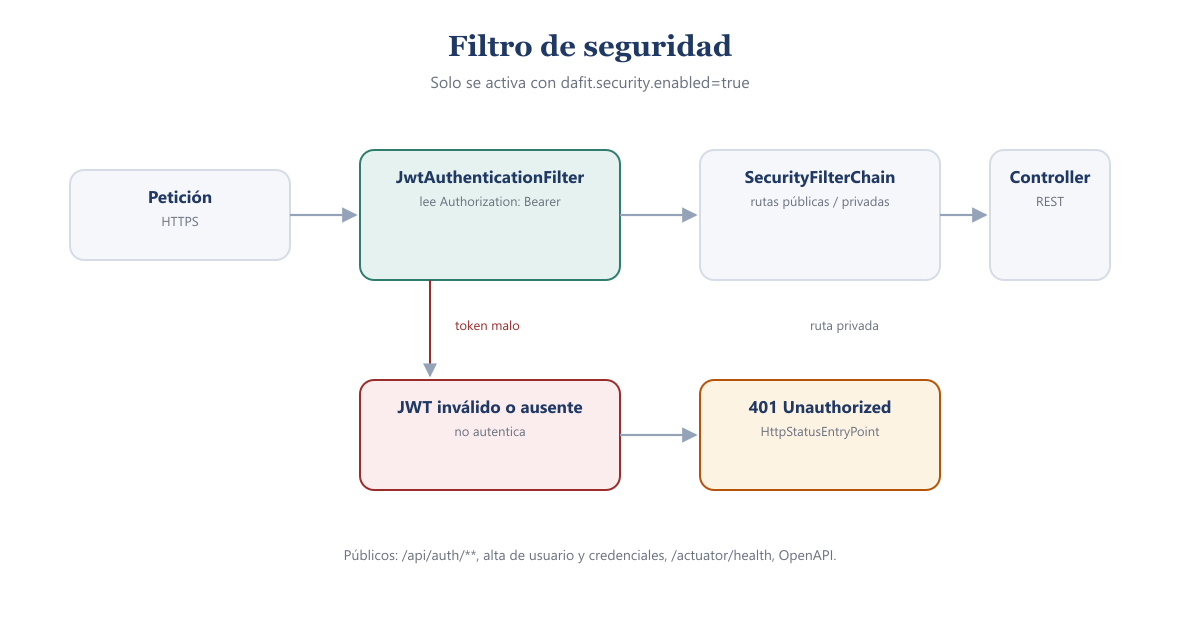 Filtro de seguridad
Solo se activa con dafit.security.enabled=true
Petición
HTTPS
JwtAuthenticationFilter
lee Authorization: Bearer
SecurityFilterChain
rutas públicas / privadas
Controller
REST
token malo
ruta privada
JWT inválido o ausente
no autentica
401 Unauthorized
HttpStatusEntryPoint
Públicos: /api/auth/**, alta de usuario y credenciales, /actuator/health, OpenAPI.